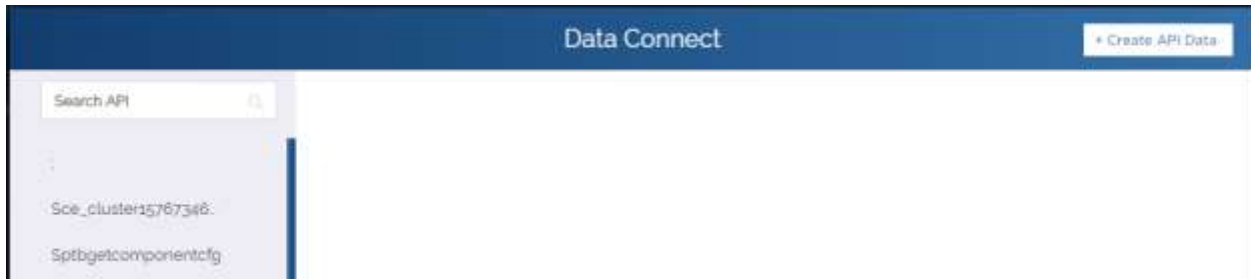 Data Connect
+ Create API Data
Search API
:
Sce_cluster15767346..
Sptbgetcomponentcfg